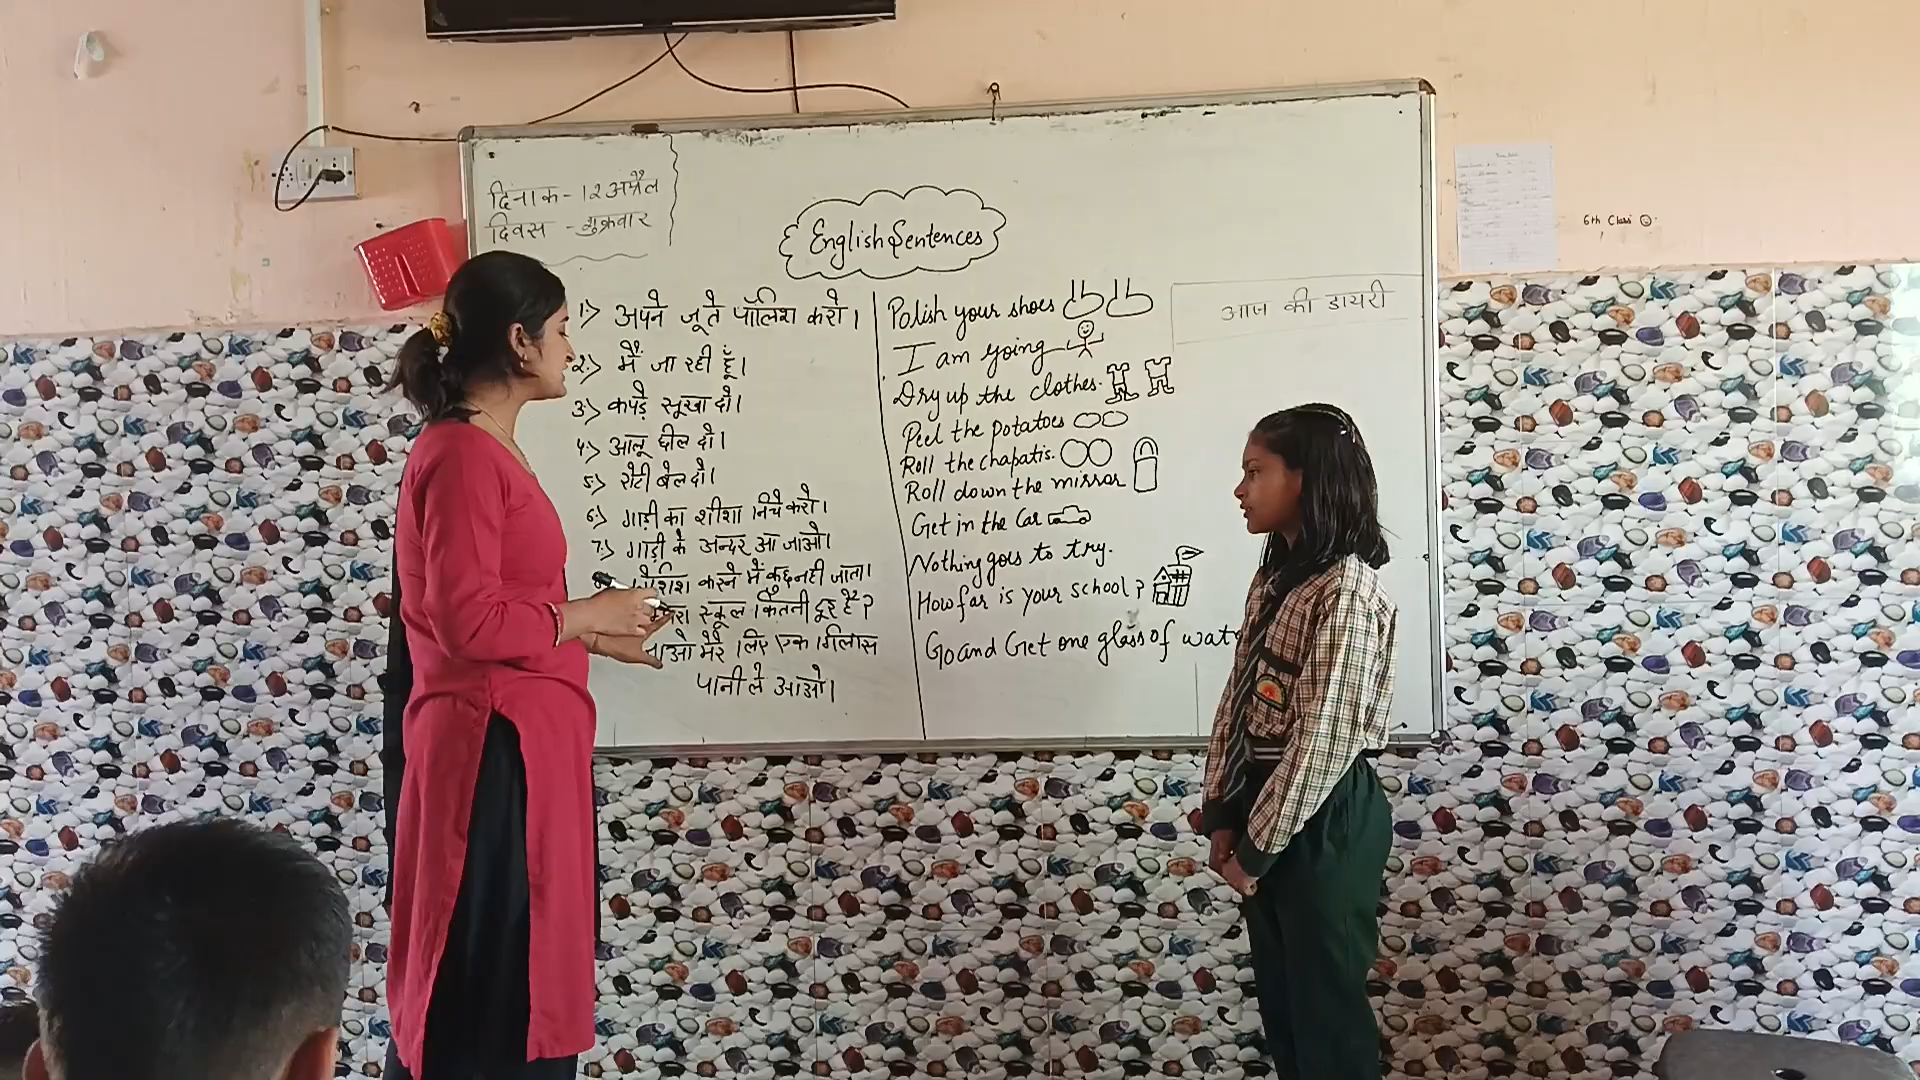 दिनाक - 12 अप्रैल
दिवस - शुक्रवार
English Sentences
1> अपने जूते पॉलिश करो।
Polish your shoes
2> मैं जा रही हूँ।
I am going
3> कपड़े सूखा दो।
Dry up the clothes.
4> आलू छील दो।
Peel the potatoes
5> रोटी बेल दो।
Roll the chapatis.
6> गाड़ी का शीशा निचे करो।
Roll down the mirror
7> गाड़ी के अन्दर आ जाओ।
Get in the Car
करने में कुछ नही जाता।
Nothing goes to try.
स्कूल कितनी दूर है?
How far is your school?
मेरे लिए एक गिलास
पानी ले आओ।
Go and Get one glass of
आज की डायरी
6th Class